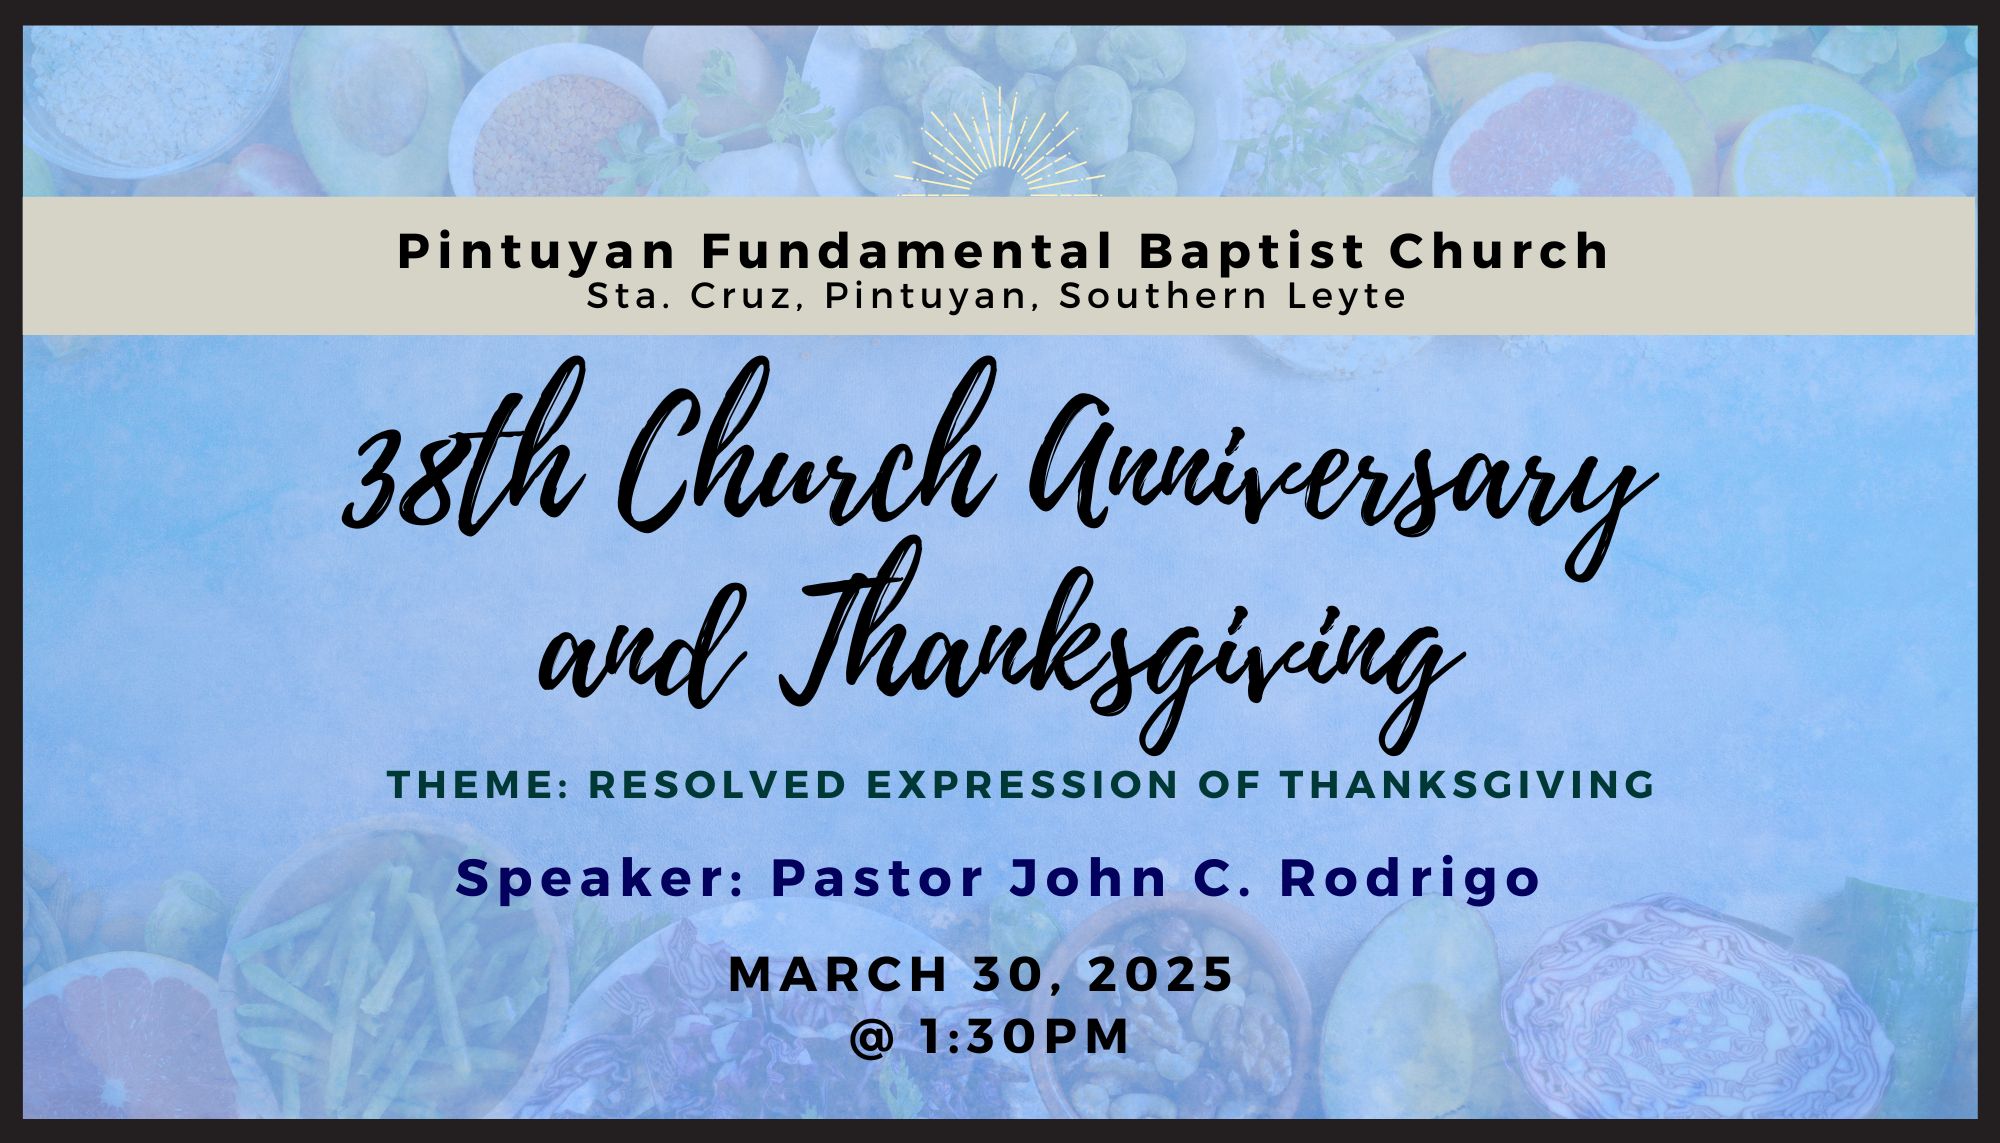 Pintuyan Fundamental Baptist Church
Sta. Cruz, Pintuyan, Southern Leyte
38th Church Anniversary
and Thanksgiving
THEME: RESOLVED EXPRESSION OF THANKSGIVING
Speaker: Pastor John C. Rodrigo
MARCH 30, 2025
@ 1:30PM